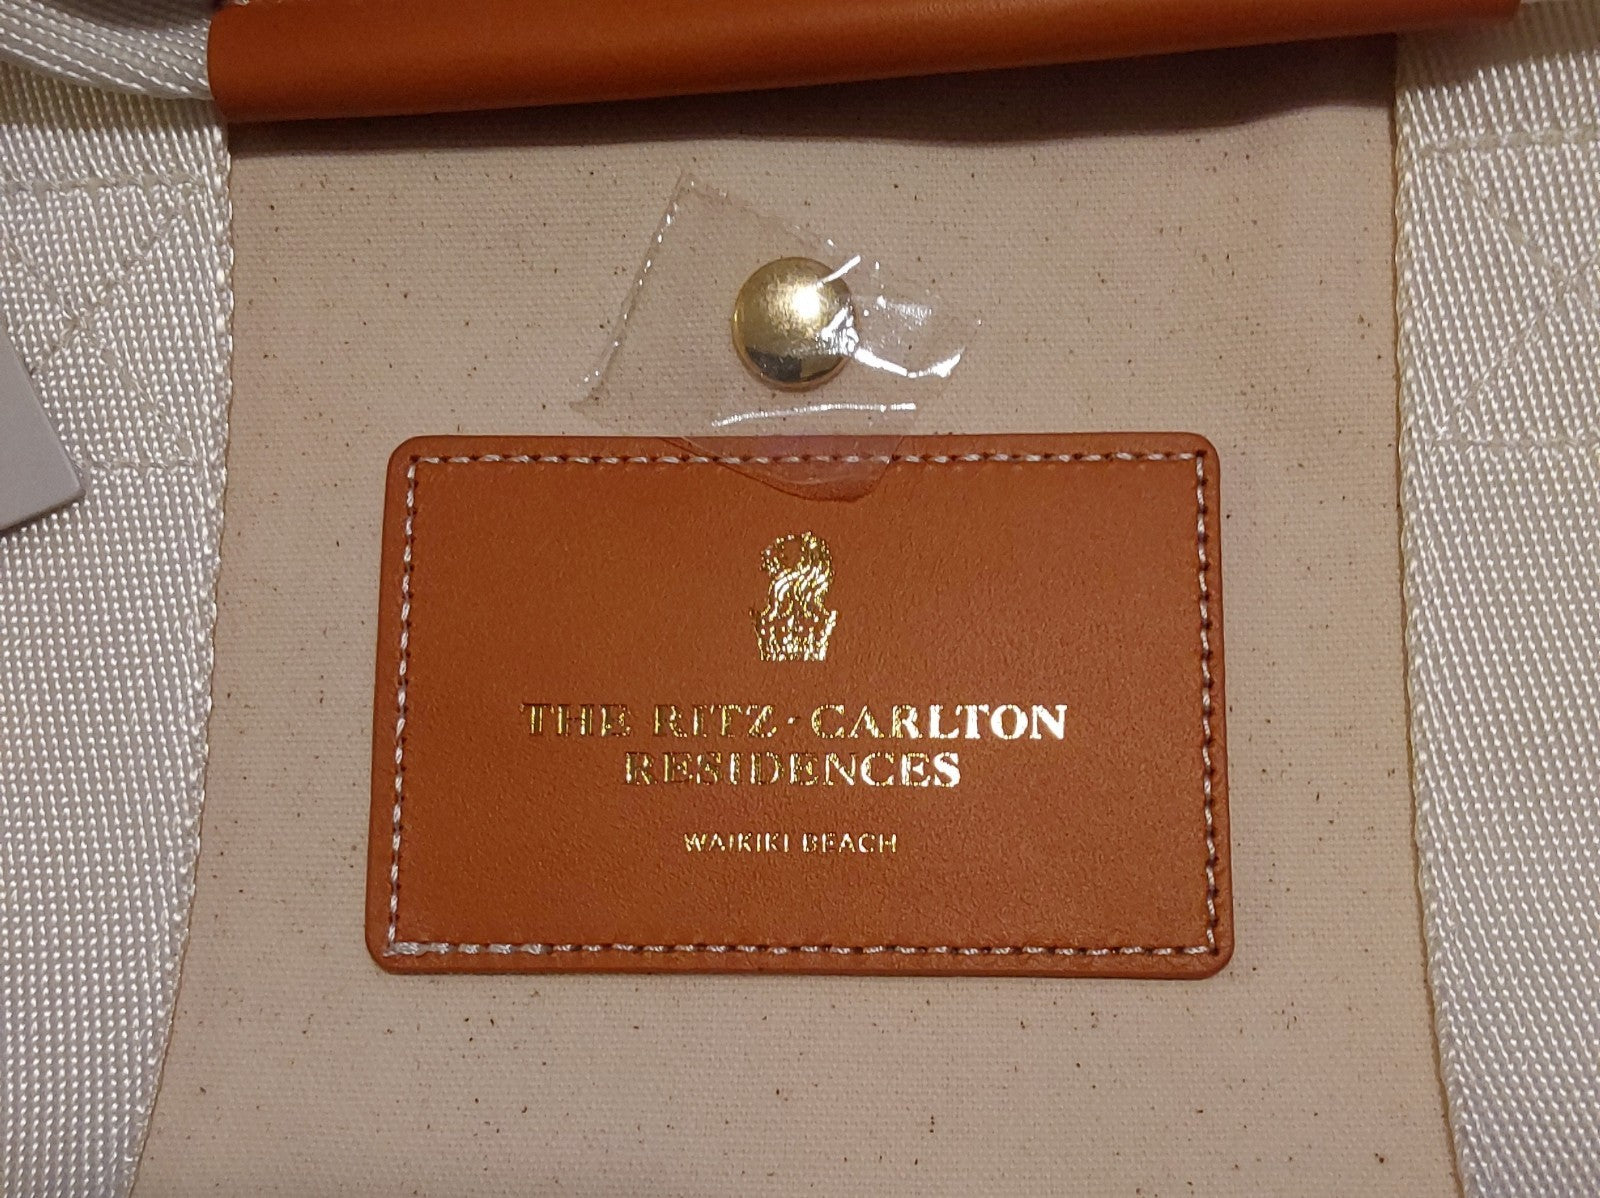 THE RITZ·CARLTON
RESIDENCES
WAIKIKI BEACH